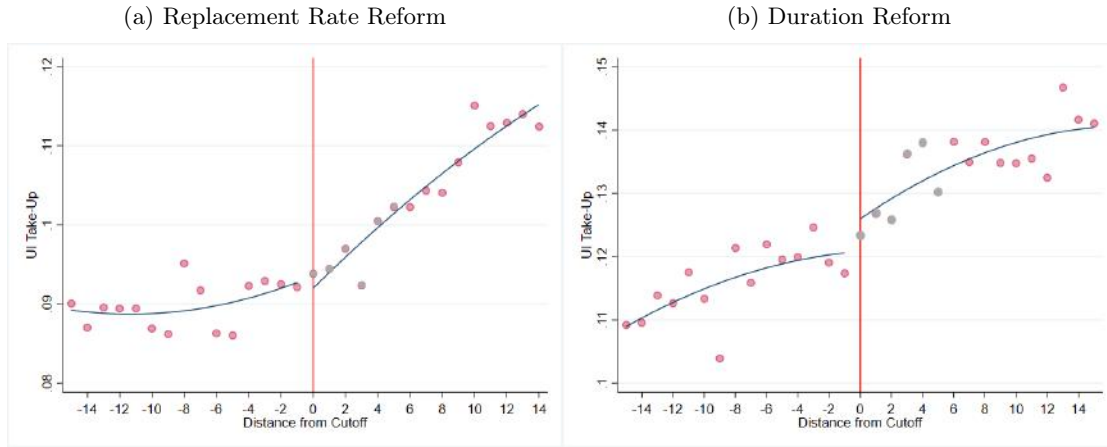 (a) Replacement Rate Reform
(b) Duration Reform
.12
.11
.1
.09
.08
UI Take-Up
-14 -12 -10 -8 -6 -4 -2 0 2 4 6 8 10 12 14
Distance from Cutoff
.15
.14
.13
.12
.11
.1
UI Take-Up
-14 -12 -10 -8 -6 -4 -2 0 2 4 6 8 10 12 14
Distance from Cutoff